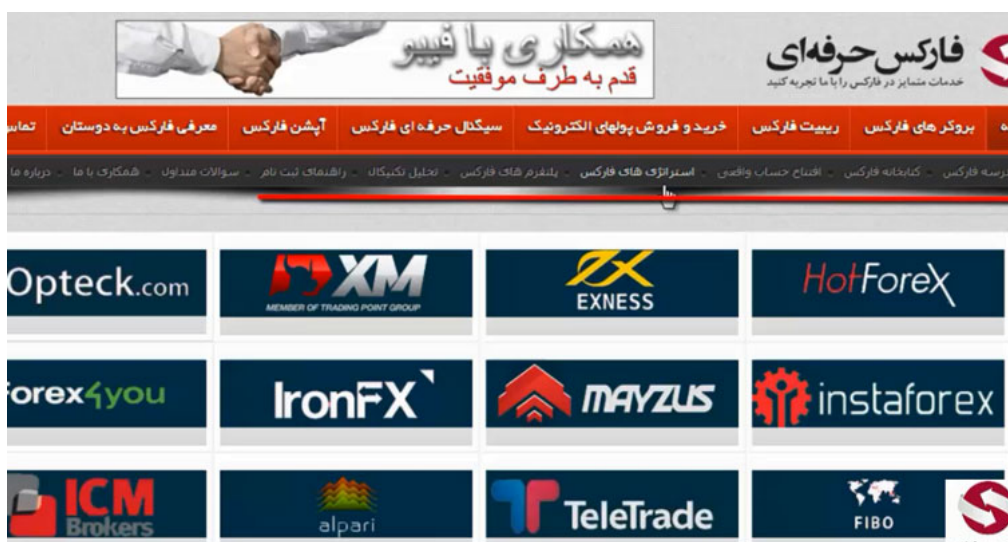 همکاری با فیبو
قدم به طرف موفقیت
فارکس حرفه‌ای
خدمات متمایز در فارکس را با ما تجربه کنید
بروکر های فارکس ریبیت فارکس خرید و فروش پولهای الکترونیک سیگنال حرفه ای فارکس آپشن فارکس معرفی فارکس به دوستان
فارکس - کتابخانه فارکس - افتتاح حساب واقعی - استراتژی های فارکس - پلتفرم های فارکس - تحلیل تکنیکال - راهنمای ثبت نام - سوالات متداول - همکاری با ما - درباره ما
Opteck.com XM EXNESS HotForex
MEMBER OF TRADING POINT GROUP
orex4you IronFX MAYZUS instaforex
ICM Brokers alpari TeleTrade FIBO